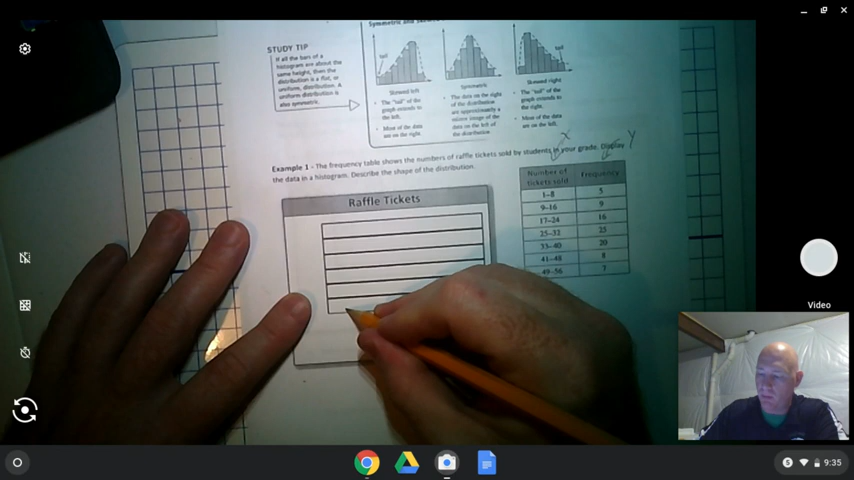 Symmetric and
STUDY TIP
If all the bars of a
histogram are about the
same height, then the
distribution is a flat, or
uniform, distribution. A
uniform distribution is
also symmetric.
tail
tail
Skewed left
Symmetric
Skewed right
• The "tail" of the
graph extends to
the left.
• Most of the data
are on the right.
• The data on the right
of the distribution
are approximately a
mirror image of the
data on the left of
the distribution.
• The "tail" of the
graph extends to
the right.
• Most of the data
are on the left.
x
Y
Example 1 - The frequency table shows the numbers of raffle tickets sold by students in your grade. Display
the data in a histogram. Describe the shape of the distribution.
Number of
tickets sold
Frequency
1–8 5
9–16 9
17–24 16
25–32 25
33–40 20
41–48 8
49–56 7
Raffle Tickets
Video
9:35